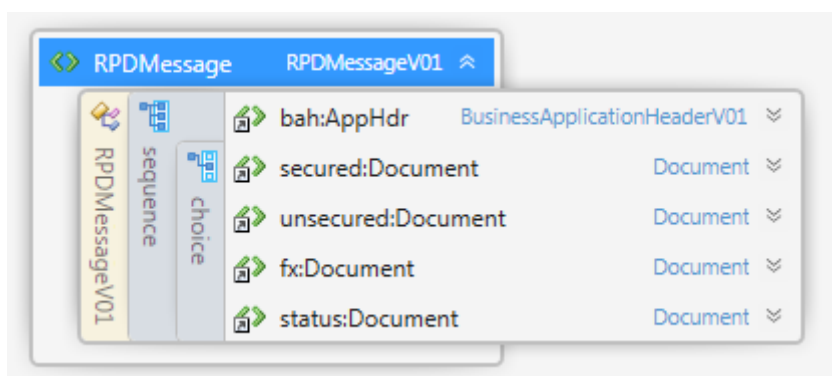 RPDMessage RPDMessageV01
RPDMessageV01
sequence
choice
bah:AppHdr BusinessApplicationHeaderV01
secured:Document Document
unsecured:Document Document
fx:Document Document
status:Document Document